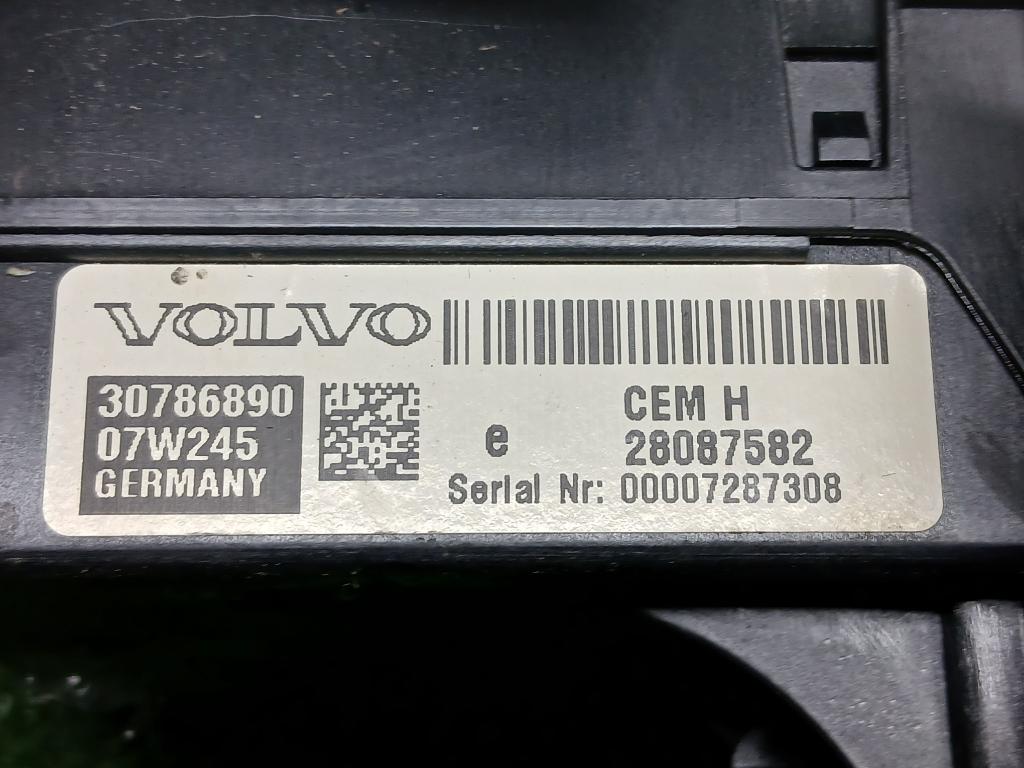 VOLVO
30786890
07W245
GERMANY
e
CEM H
28087582
Serial Nr: 00007287308